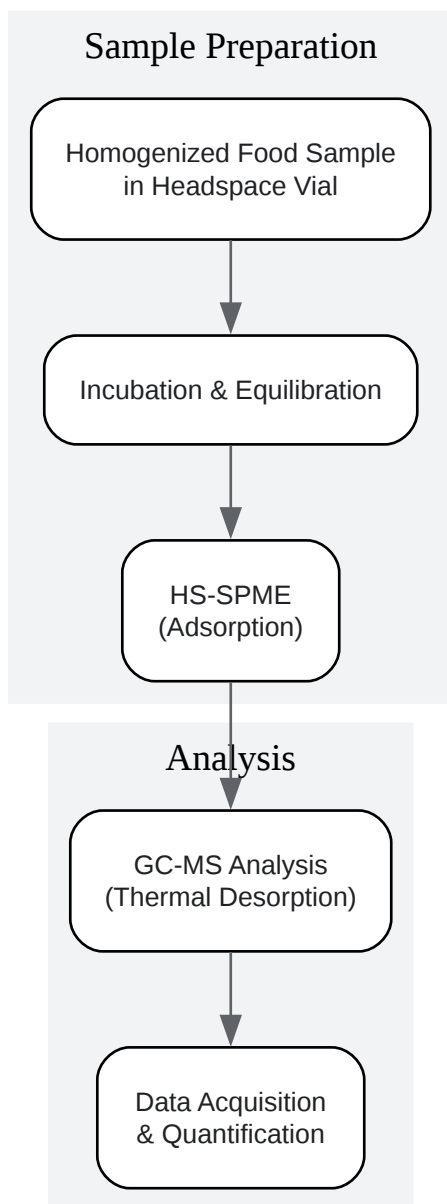 Sample Preparation
Homogenized Food Sample
in Headspace Vial
Incubation & Equilibration
HS-SPME
(Adsorption)
Analysis
GC-MS Analysis
(Thermal Desorption)
Data Acquisition
& Quantification